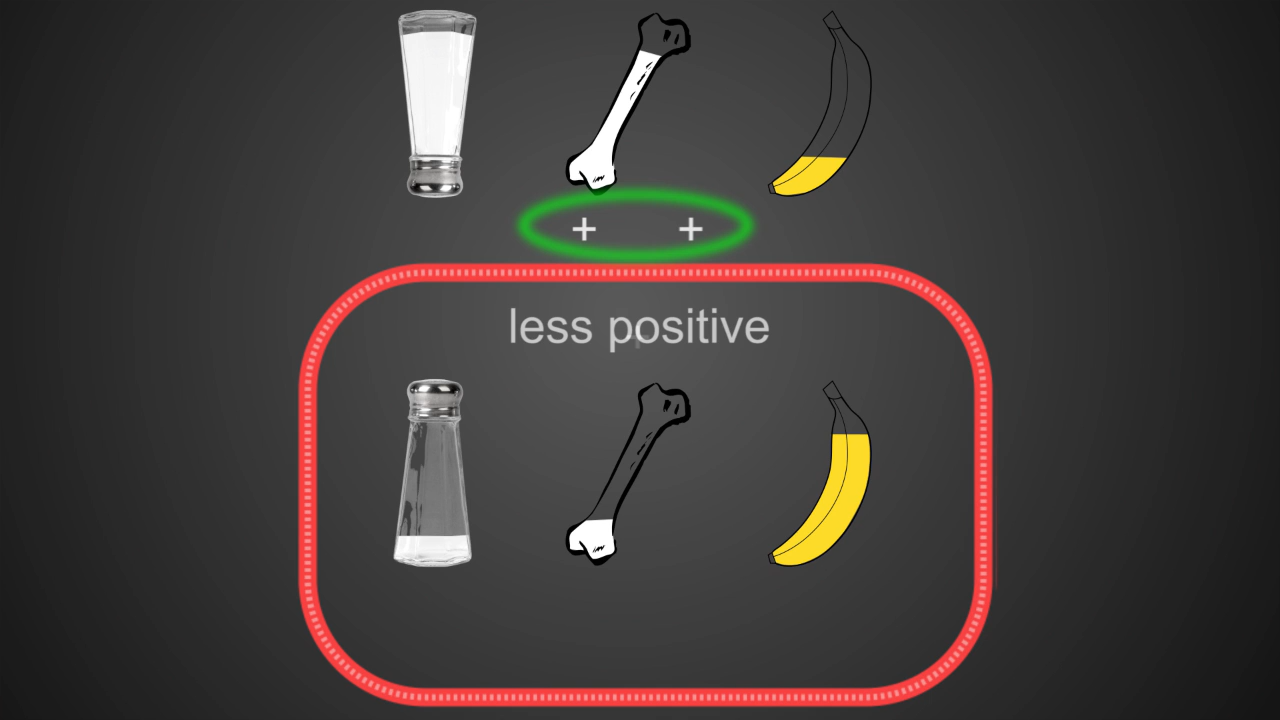 + +
less positive